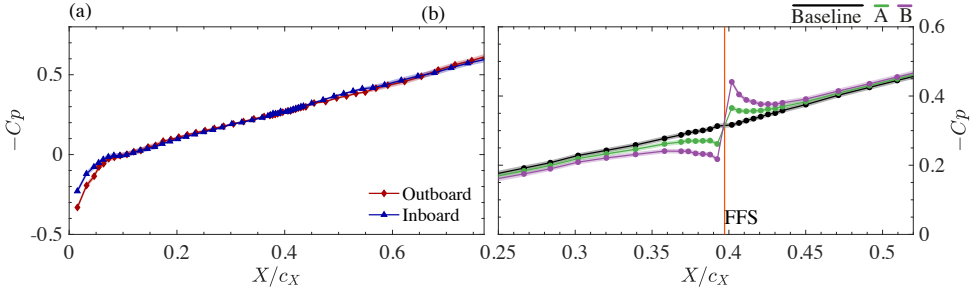 (a)
(b)
Baseline A B
0.5
0
-0.5
−Cp
Outboard
Inboard
0 0.2 0.4 0.6
X/c_X
0.6
0.4
0.2
0
−Cp
FFS
0.25 0.3 0.35 0.4 0.45 0.5
X/c_X